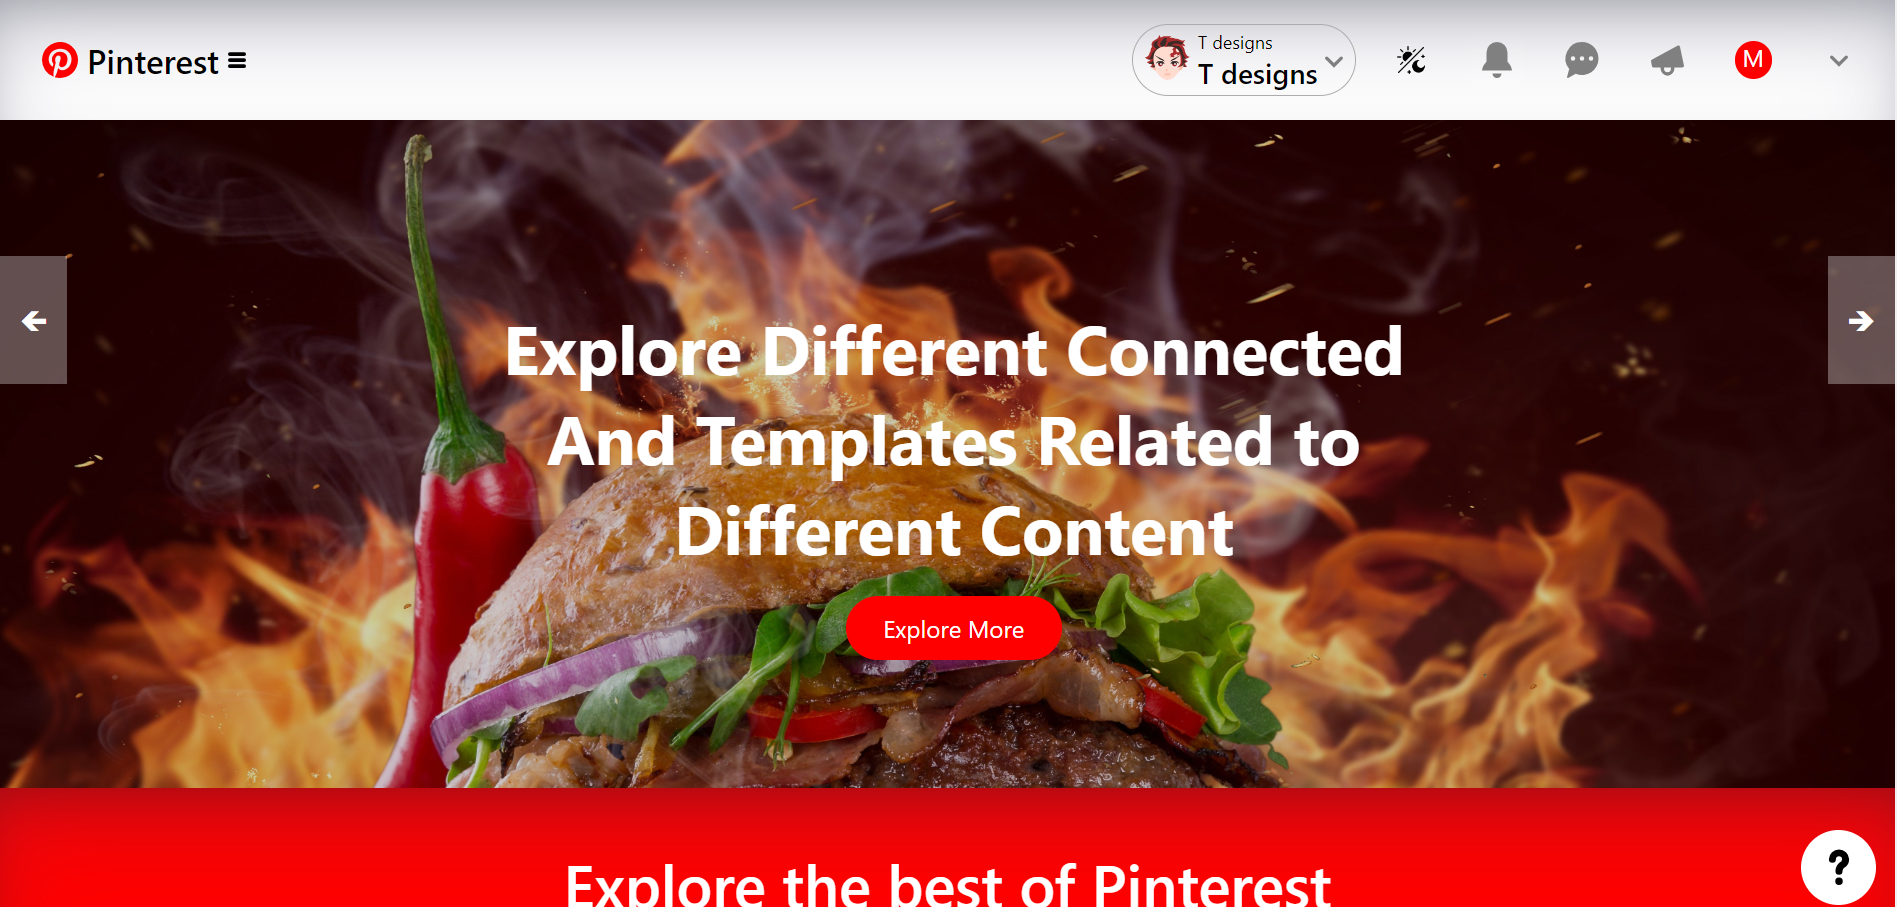 Pinterest
T designs
T designs
M
Explore Different Connected
And Templates Related to
Different Content
Explore More
Explore the best of Pinterest
?